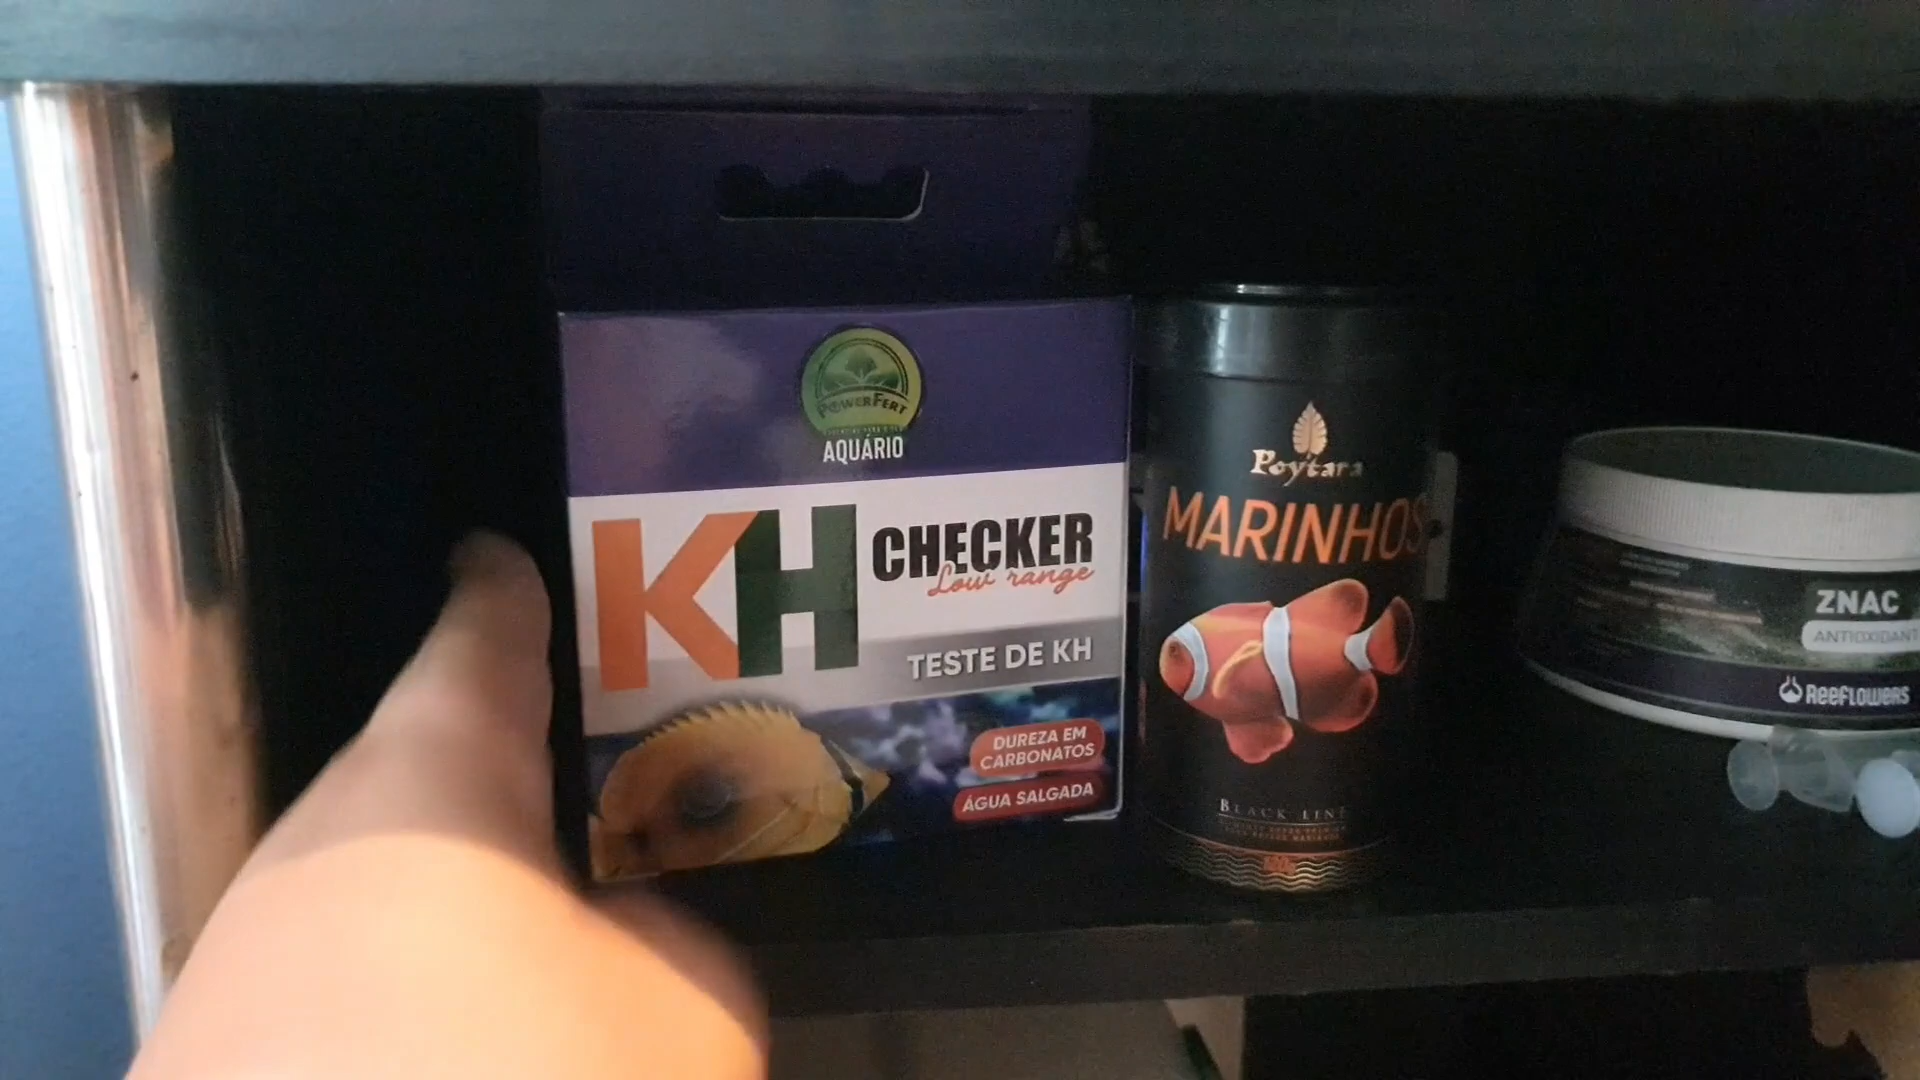 POWERFERT
AQUÁRIO
KH CHECKER
Low range
TESTE DE KH
DUREZA EM
CARBONATOS
ÁGUA SALGADA
Poytara
MARINHOS
BLACK LINE
ZNAC
ANTIOXIDANT
REEFLOWERS